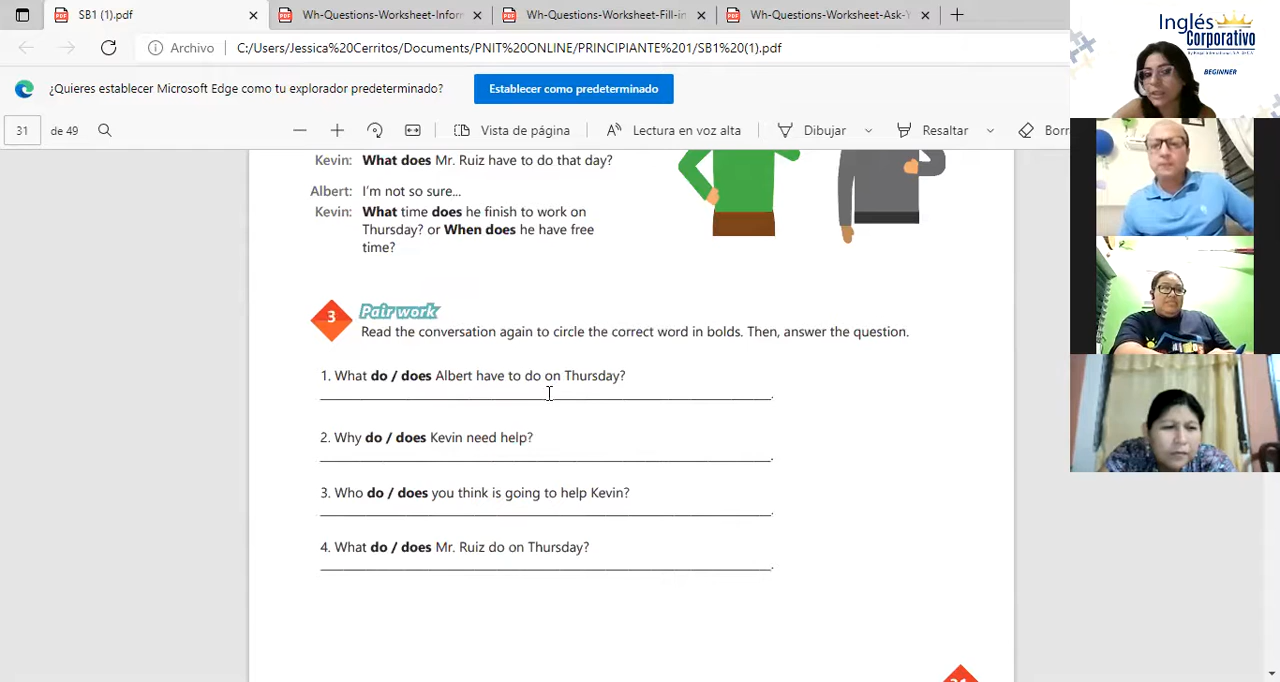 SB1 (1).pdf
Wh-Questions-Worksheet-Inform
Wh-Questions-Worksheet-Fill-in
Wh-Questions-Worksheet-Ask-Y
Archivo
C:/Users/Jessica%20Cerritos/Documents/PNIT%20ONLINE/PRINCIPIANTE%201/SB1%20(1).pdf
¿Quieres establecer Microsoft Edge como tu explorador predeterminado?
Establecer como predeterminado
31 de 49
Vista de página
Lectura en voz alta
Dibujar
Resaltar
Borr
Kevin: What does Mr. Ruiz have to do that day?
Albert: I'm not so sure...
Kevin: What time does he finish to work on
Thursday? or When does he have free
time?
3
Pair work
Read the conversation again to circle the correct word in bolds. Then, answer the question.
1. What do / does Albert have to do on Thursday?
2. Why do / does Kevin need help?
3. Who do / does you think is going to help Kevin?
4. What do / does Mr. Ruiz do on Thursday?
Inglés
Corporativo
BEGINNER